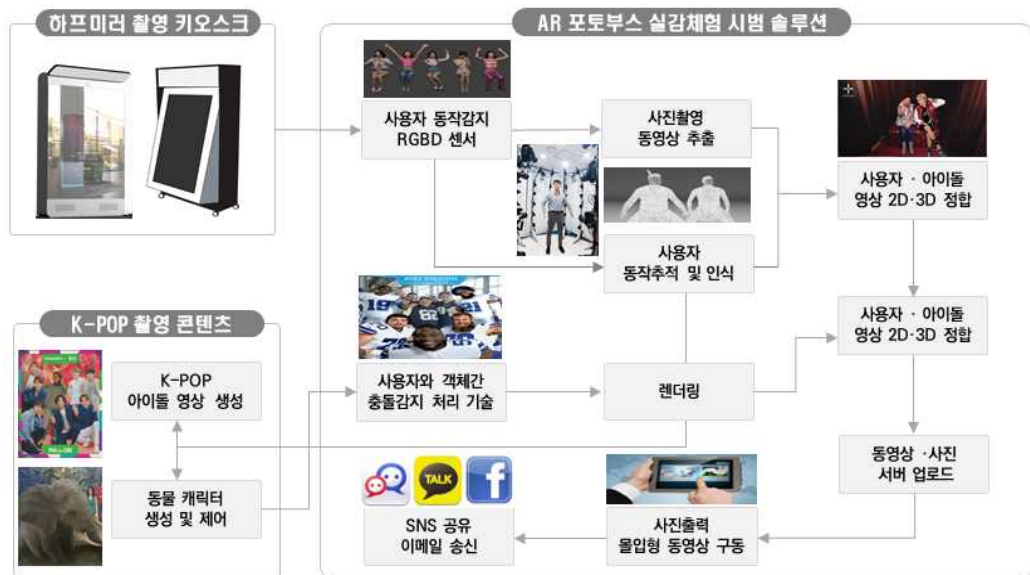 하프미러 촬영 키오스크
AR 포토부스 실감체험 시범 솔루션
사용자 동작감지
RGBD 센서
사진촬영
동영상 추출
사용자 · 아이돌
영상 2D·3D 정합
사용자
동작추적 및 인식
K-POP 촬영 콘텐츠
K-POP
아이돌 영상 생성
동물 캐릭터
생성 및 제어
19
82
21
사용자와 객체간
충돌감지 처리 기술
렌더링
사용자 · 아이돌
영상 2D·3D 정합
동영상 ·사진
서버 업로드
TALK
f
SNS 공유
이메일 송신
사진출력
몰입형 동영상 구동